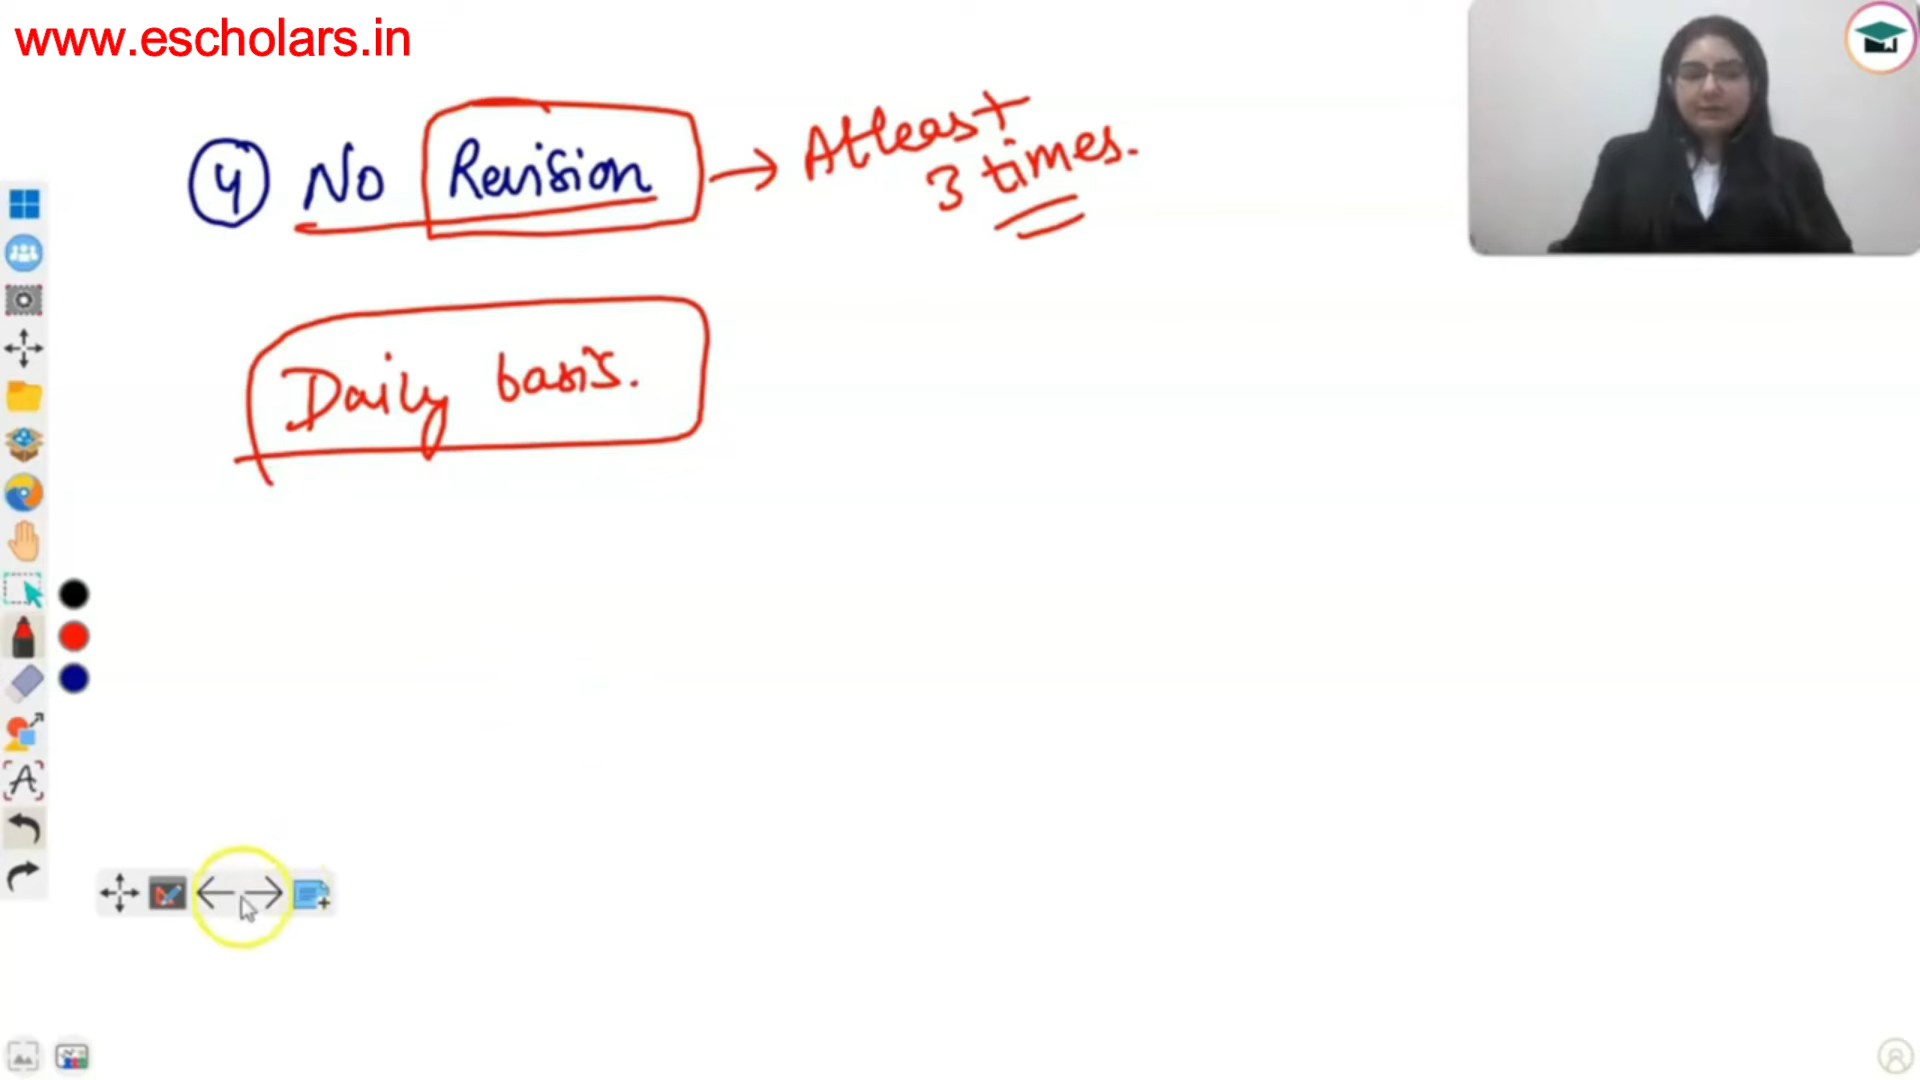 www.escholars.in
④ No Revision → Atleast
3 times.
Daily basis.